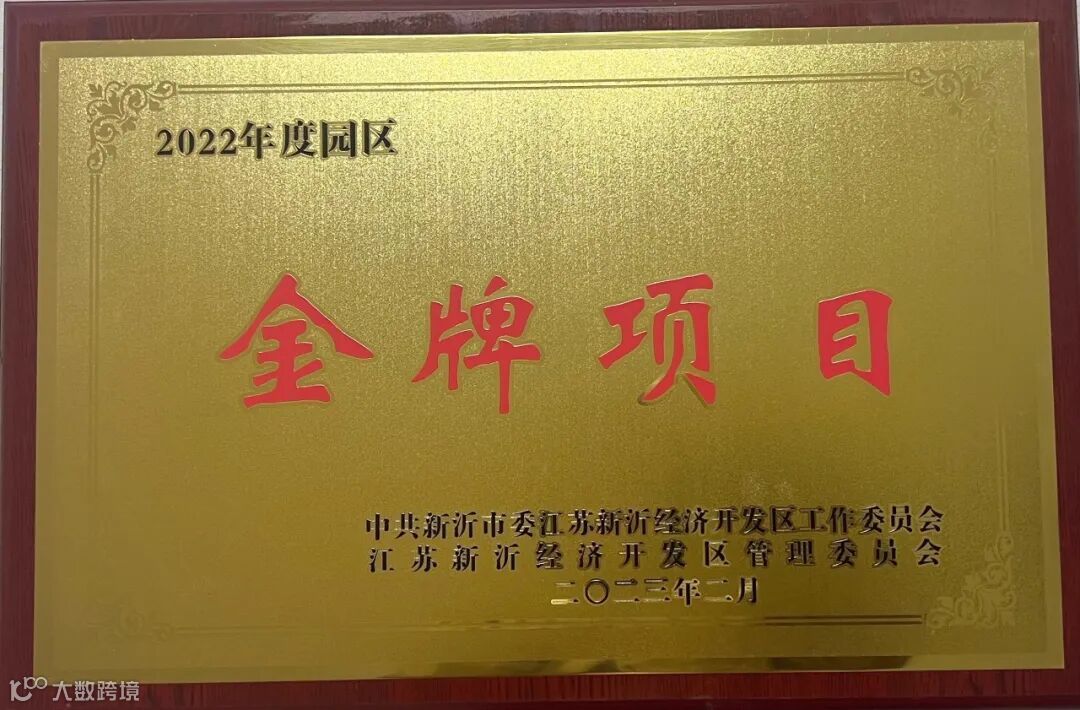 2022年度园区
金牌项目
中共新沂市委江苏新沂经济开发区工作委员会
江苏新沂经济开发区管理委员会
二〇二三年二月
大数跨境